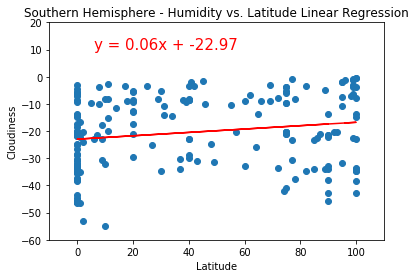 Southern Hemisphere - Humidity vs. Latitude Linear Regression
y = 0.06x + -22.97
20
10
0
−10
−20
−30
−40
−50
−60
Cloudiness
0 20 40 60 80 100
Latitude